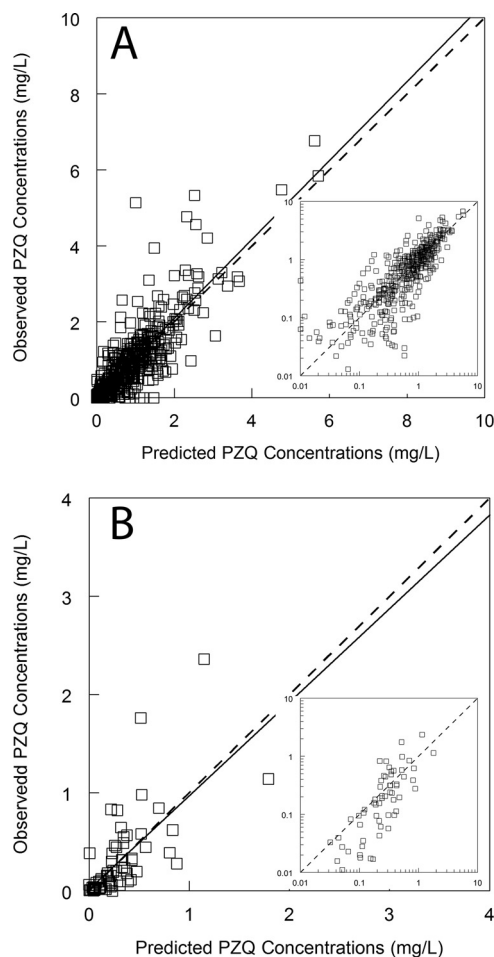 A
Observedd PZQ Concentrations (mg/L)
10
8
6
4
2
0
10
1
0.1
0.01
0.01 0.1 1 10
0 2 4 6 8 10
Predicted PZQ Concentrations (mg/L)
B
Observedd PZQ Concentrations (mg/L)
4
3
2
1
0
10
1
0.1
0.01
0.01 0.1 1 10
0 1 2 3 4
Predicted PZQ Concentrations (mg/L)